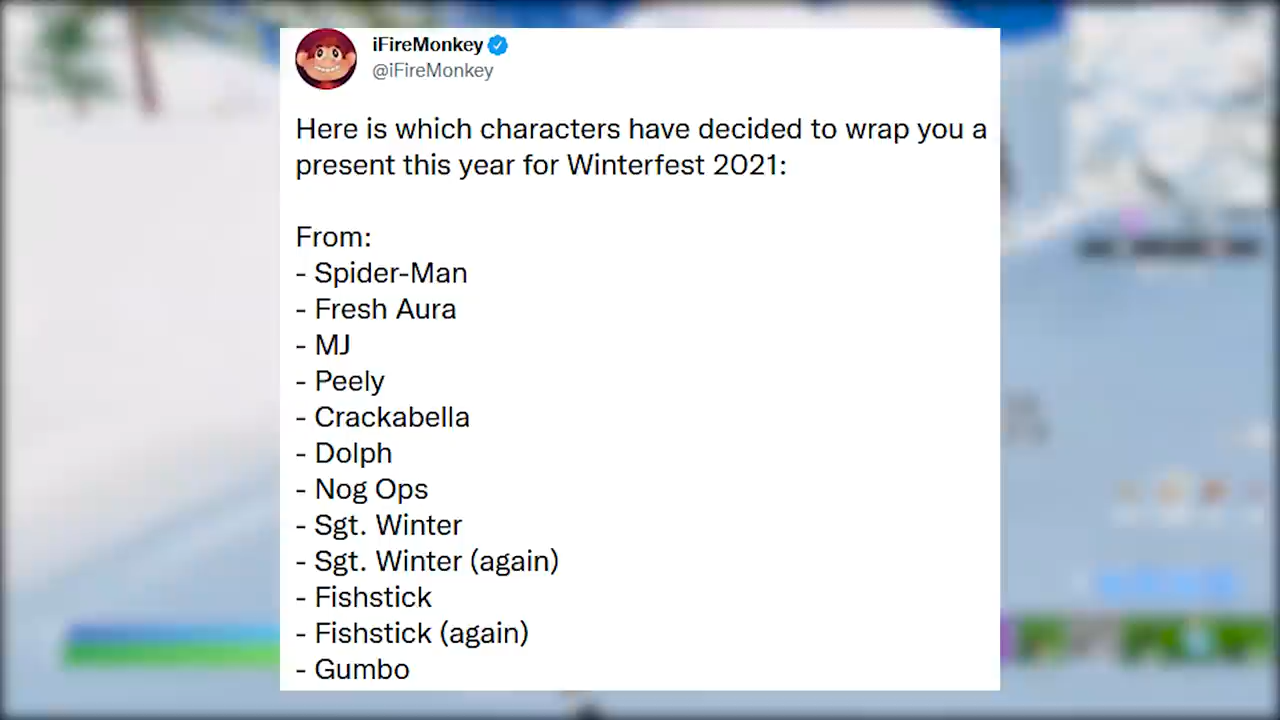 iFireMonkey
@iFireMonkey
Here is which characters have decided to wrap you a
present this year for Winterfest 2021:
From:
- Spider-Man
- Fresh Aura
- MJ
- Peely
- Crackabella
- Dolph
- Nog Ops
- Sgt. Winter
- Sgt. Winter (again)
- Fishstick
- Fishstick (again)
- Gumbo